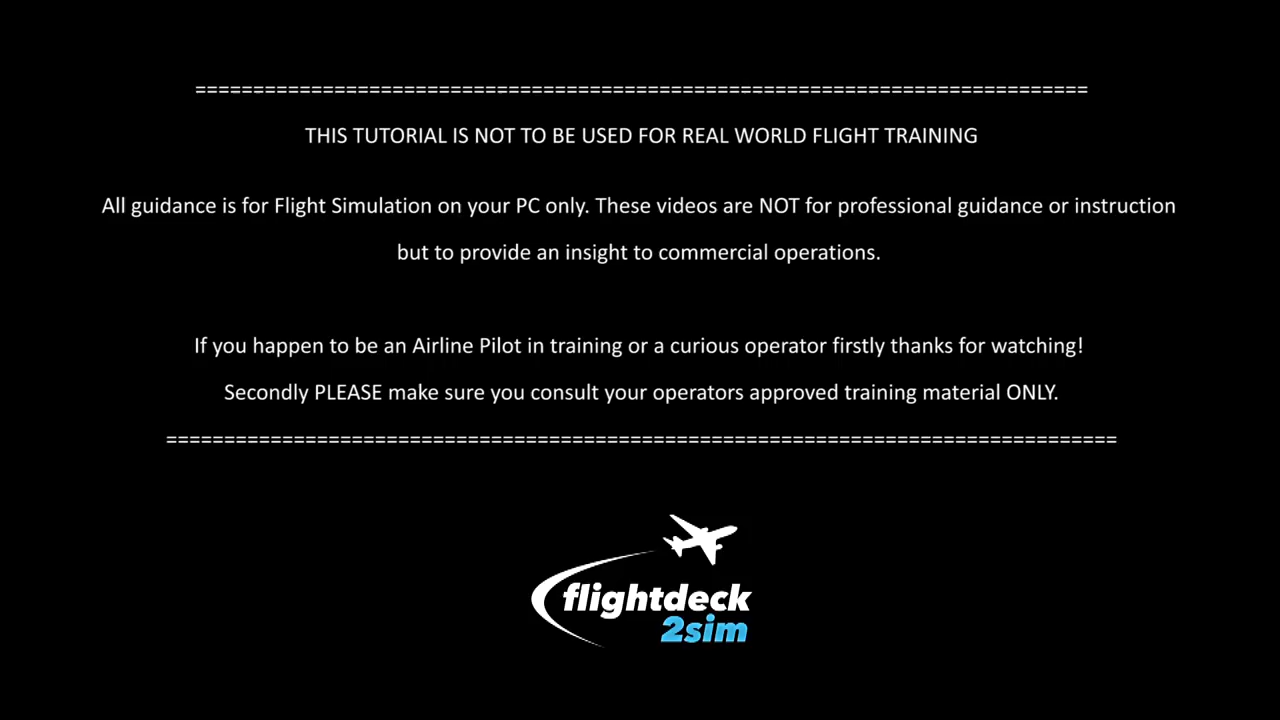 =============================================================================
THIS TUTORIAL IS NOT TO BE USED FOR REAL WORLD FLIGHT TRAINING
All guidance is for Flight Simulation on your PC only. These videos are NOT for professional guidance or instruction
but to provide an insight to commercial operations.
If you happen to be an Airline Pilot in training or a curious operator firstly thanks for watching!
Secondly PLEASE make sure you consult your operators approved training material ONLY.
==================================================================================
flightdeck
2sim